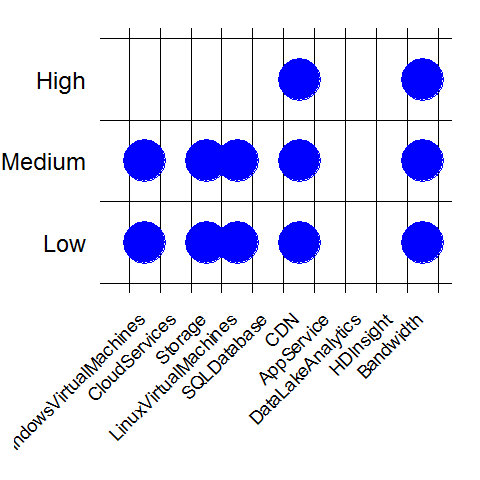 High
Medium
Low
ndowsVirtualMachines
CloudServices
Storage
LinuxVirtualMachines
SQLDatabase
CDN
AppService
DataLakeAnalytics
HDInsight
Bandwidth